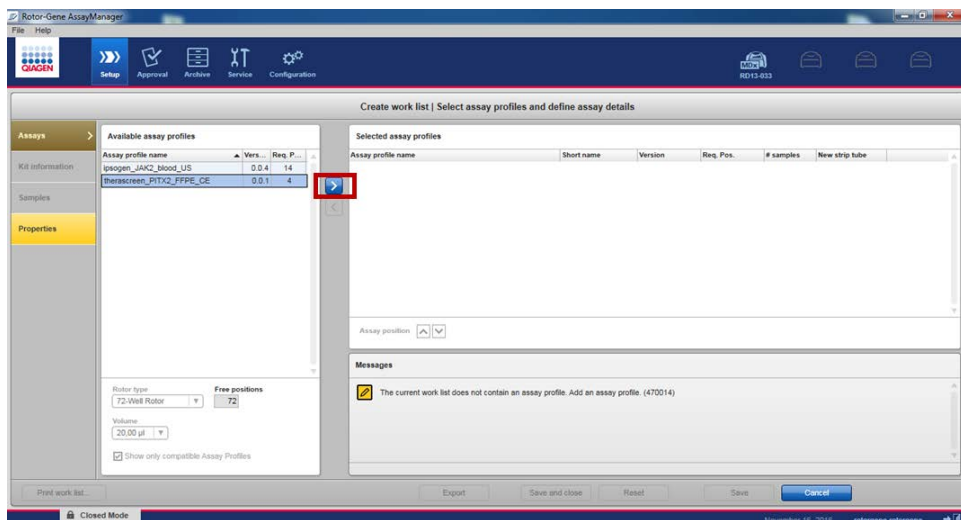 Rotor-Gene AssayManager
File Help
QIAGEN
Setup Approval Archive Service Configuration
MDx
RD13-033
Create work list | Select assay profiles and define assay details
Assays
Kit information
Samples
Properties
Available assay profiles
Assay profile name Vers... Req. P...
ipsogen_JAK2_blood_US 0.0.4 14
therascreen_PITX2_FFPE_CE 0.0.1 4
Rotor type Free positions
72-Well Rotor 72
Volume
20,00 µl
Show only compatible Assay Profiles
Selected assay profiles
Assay profile name Short name Version Req. Pos. # samples New strip tube
Assay position
Messages
The current work list does not contain an assay profile. Add an assay profile. (470014)
Print work list... Export Save and close Reset Save Cancel
Closed Mode